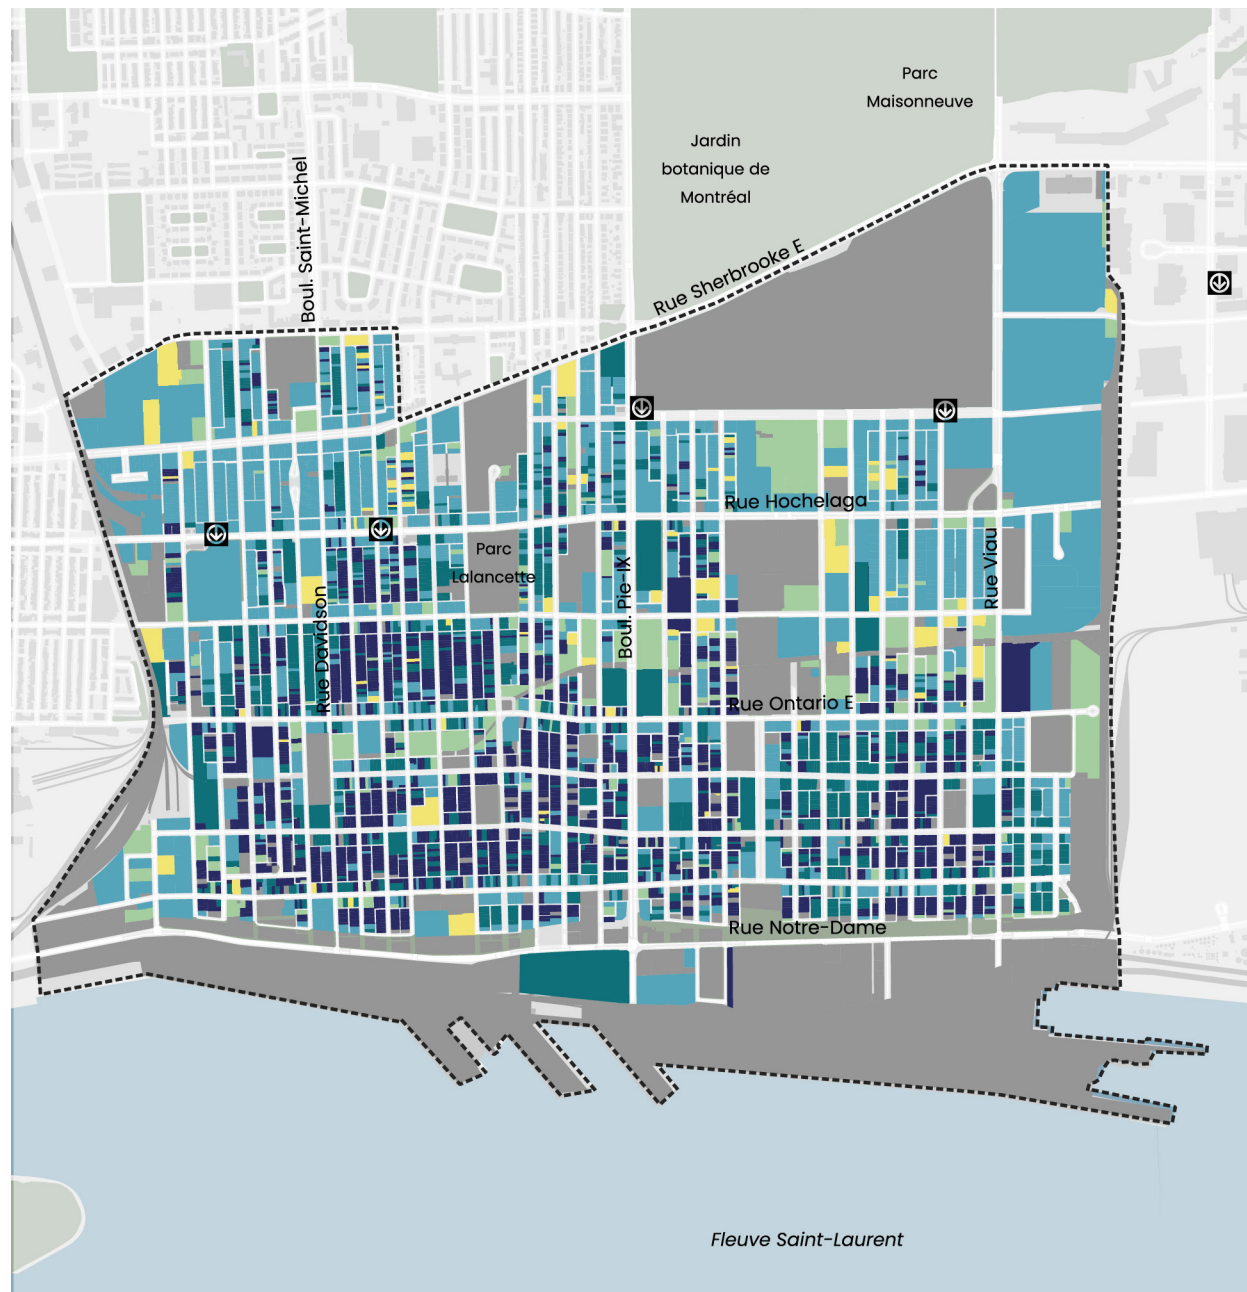 Parc
Maisonneuve
Jardin
botanique de
Montréal
Boul. Saint-Michel
Rue Sherbrooke E
Rue Hochelaga
Parc
Lalancette
Boul. Pie-IX
Rue Viau
Rue Davidson
Rue Ontario E
Rue Notre-Dame
Fleuve Saint-Laurent